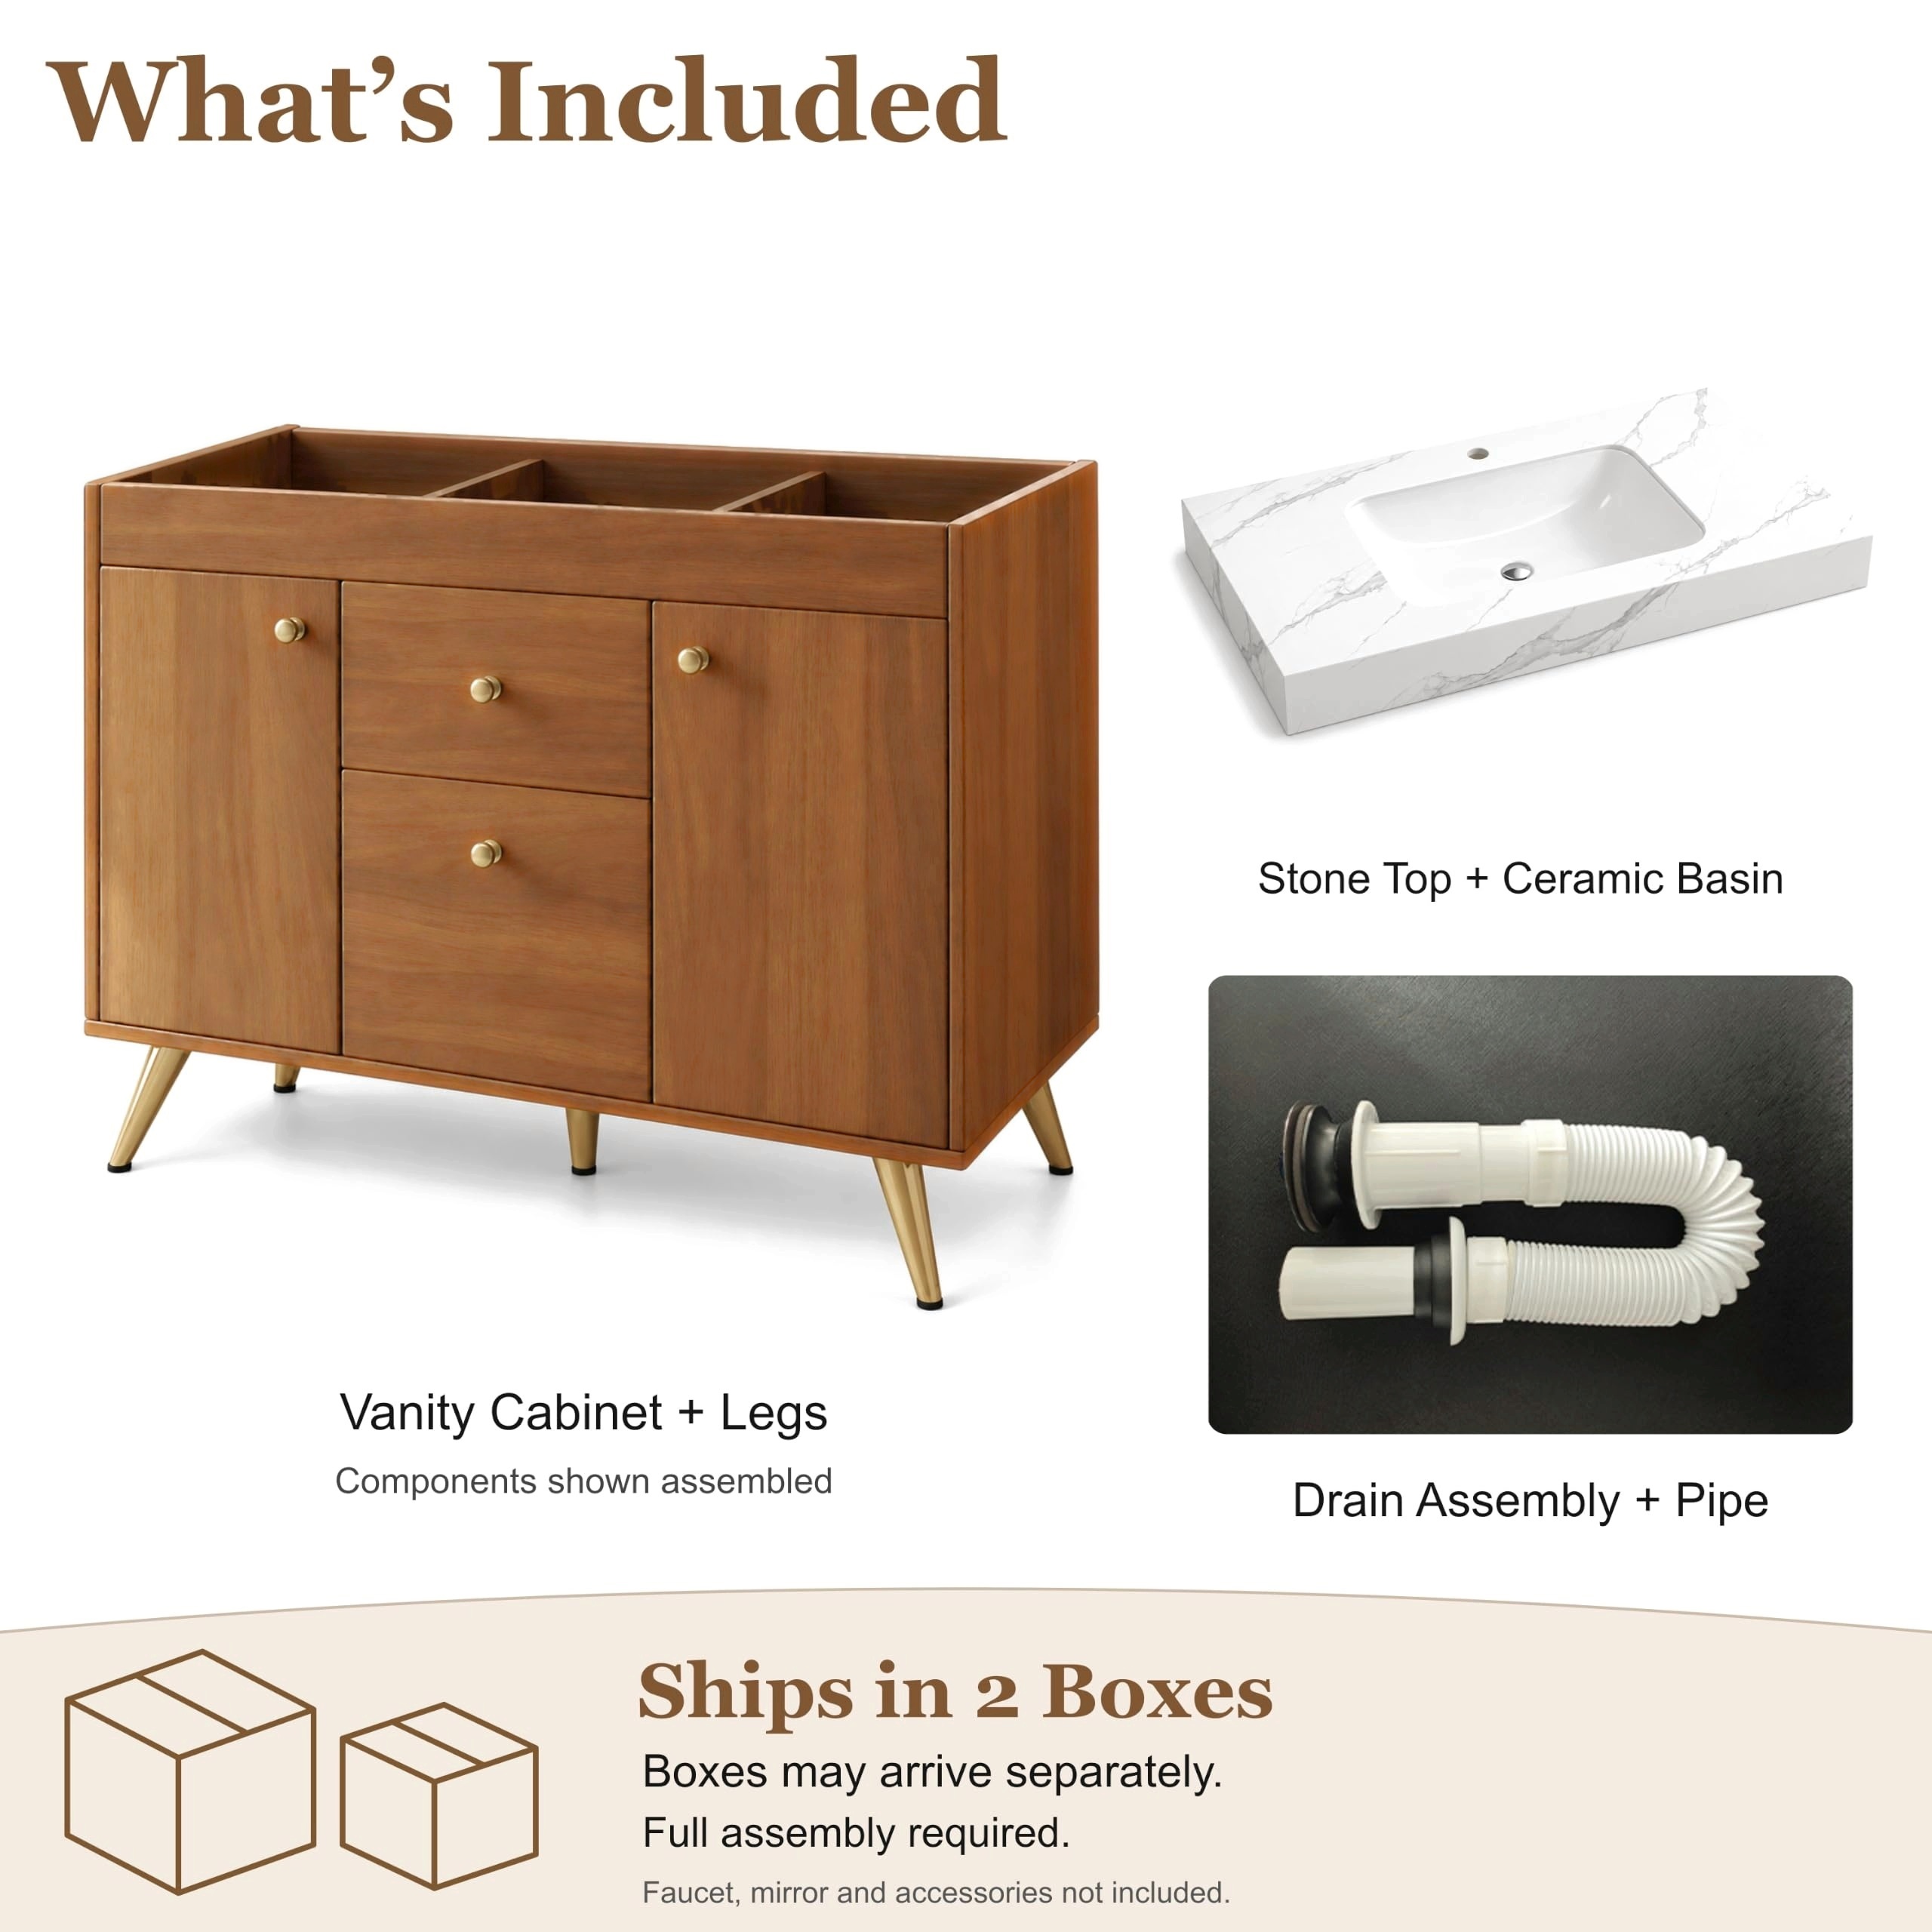 What’s Included
Stone Top + Ceramic Basin
Vanity Cabinet + Legs
Components shown assembled
Drain Assembly + Pipe
Ships in 2 Boxes
Boxes may arrive separately.
Full assembly required.
Faucet, mirror and accessories not included.